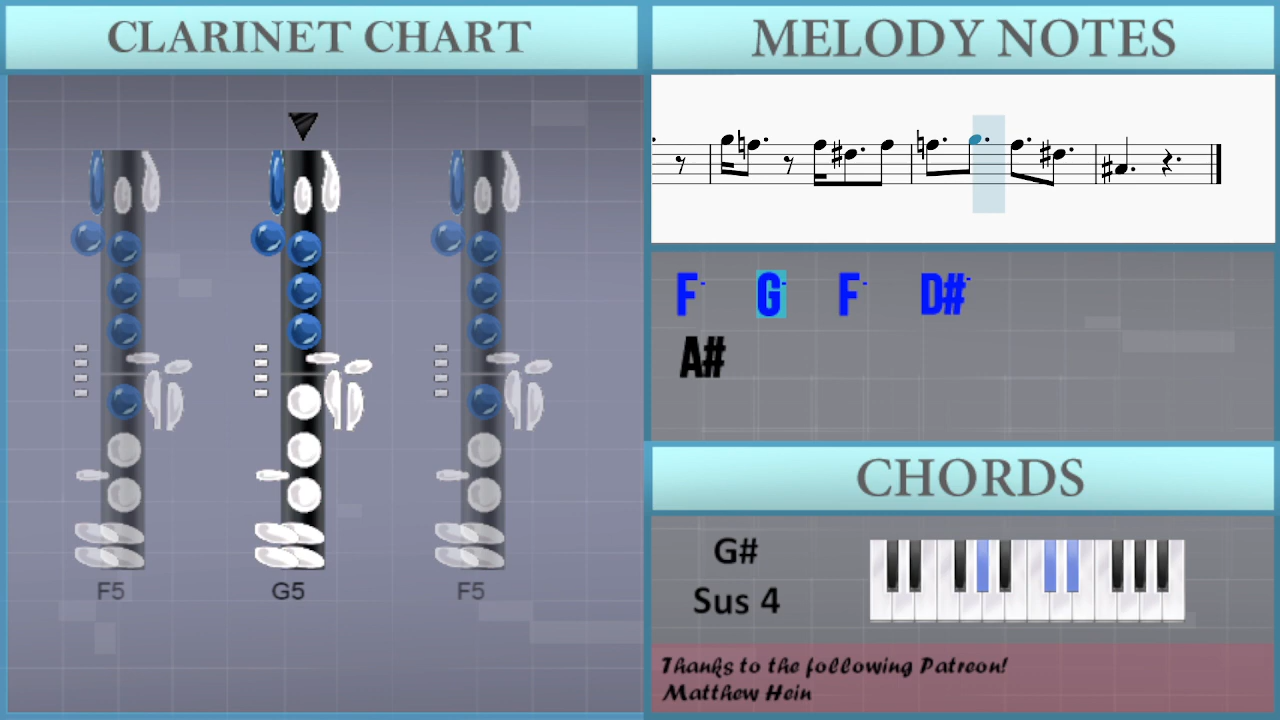 CLARINET CHART
F5 G5 F5
MELODY NOTES
F G F D#
A#
CHORDS
G#
Sus 4
Thanks to the following Patreon!
Matthew Hein